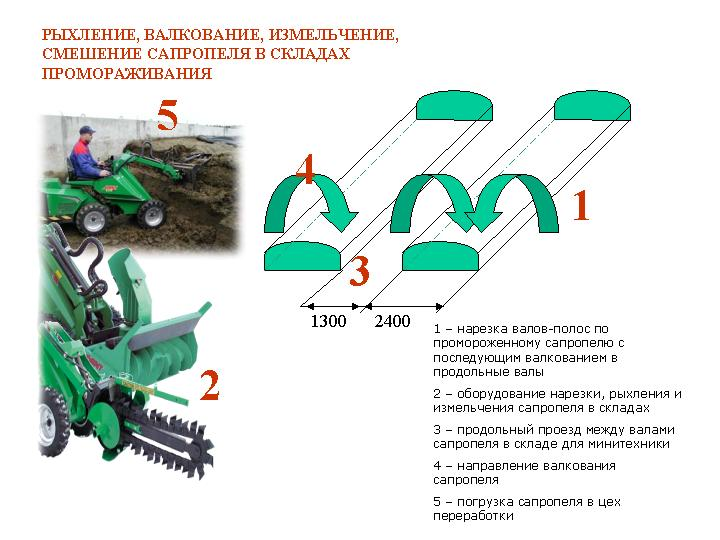 РЫХЛЕНИЕ, ВАЛКОВАНИЕ, ИЗМЕЛЬЧЕНИЕ,
СМЕШЕНИЕ САПРОПЕЛЯ В СКЛАДАХ
ПРОМОРАЖИВАНИЯ
5
4
1
3
1300
2400
2
1 – нарезка валов-полос по
промороженному сапропелю с
последующим валкованием в
продольные валы
2 – оборудование нарезки, рыхления и
измельчения сапропеля в складах
3 – продольный проезд между валами
сапропеля в складе для минитехники
4 – направление валкования
сапропеля
5 – погрузка сапропеля в цех
переработки